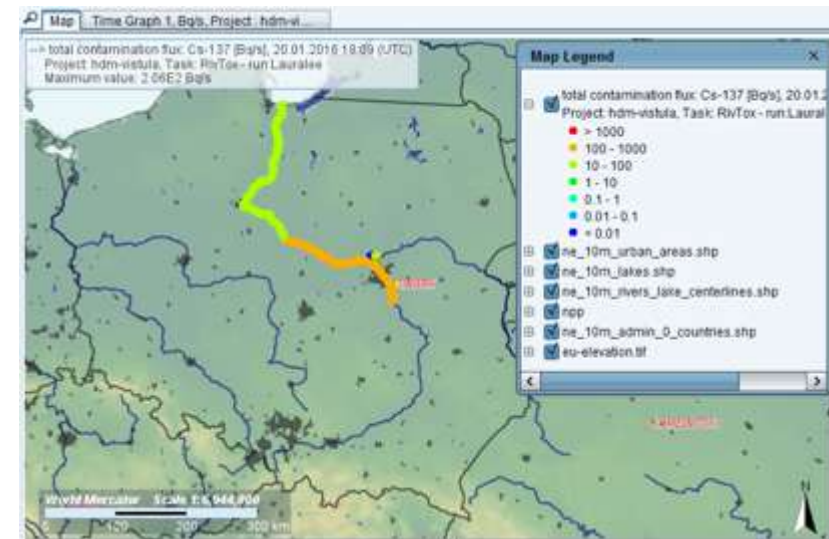 Map
Time Graph 1, Bq/s, Project: hdm-vi...
--> total contamination flux: Cs-137 [Bq/s], 20.01.2016 18:09 (UTC)
Project: hdm-vistula, Task: RivTox - run:Lauralee
Maximum value: 2.06E2 Bq/s
Map Legend
total contamination flux: Cs-137 [Bq/s], 20.01.2
Project: hdm-vistula, Task: RivTox - run:Laural
> 1000
100 - 1000
10 - 100
1 - 10
0.1 - 1
0.01 - 0.1
< 0.01
ne_10m_urban_areas.shp
ne_10m_lakes.shp
ne_10m_rivers_lake_centerlines.shp
npp
ne_10m_admin_0_countries.shp
eu-elevation.tif
World Mercator Scale 1:6,944,800
0 100 200 300 km
N